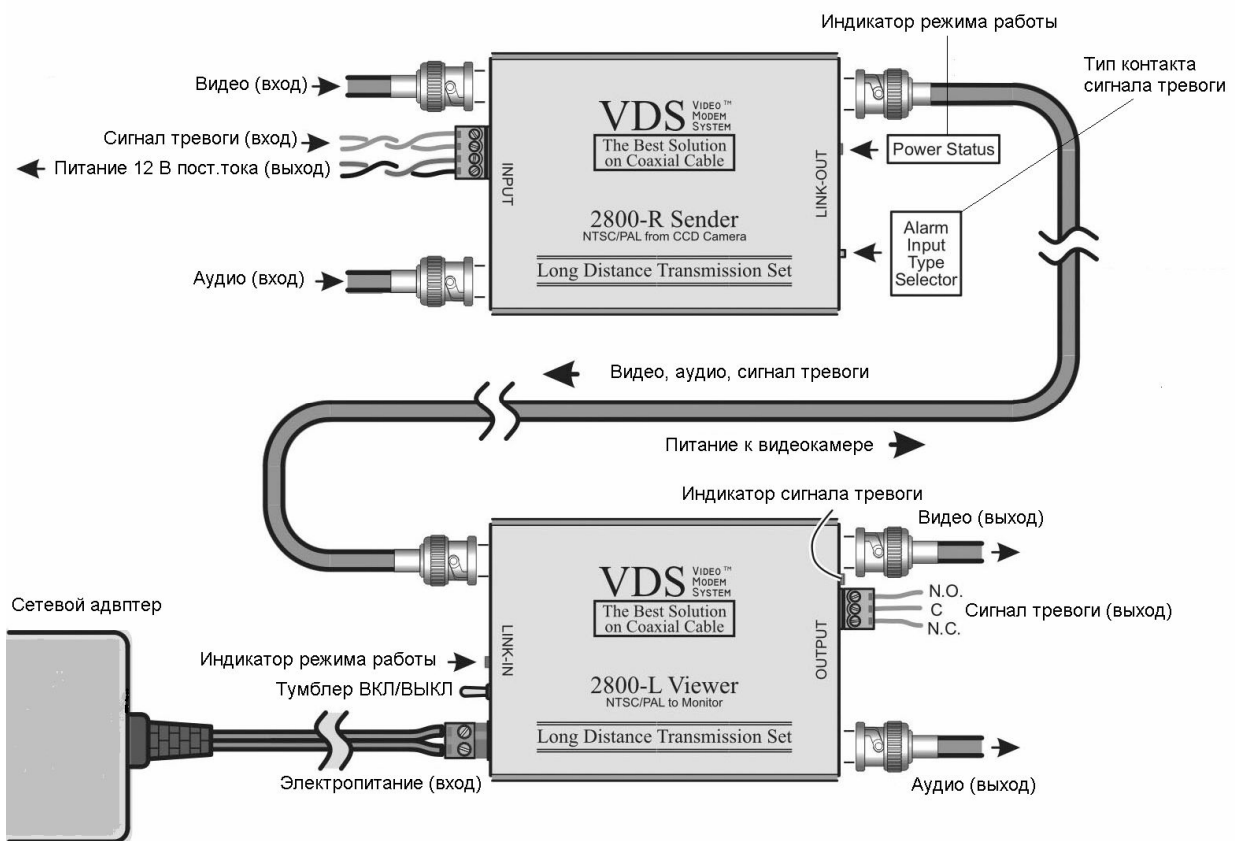 Индикатор режима работы
Тип контакта
сигнала тревоги
Видео (вход)
Сигнал тревоги (вход)
Питание 12 В пост.тока (выход)
Аудио (вход)
VDS VIDEO ™
MODEM
SYSTEM
The Best Solution
on Coaxial Cable
INPUT
LINK-OUT
2800-R Sender
NTSC/PAL from CCD Camera
Long Distance Transmission Set
Power Status
Alarm
Input
Type
Selector
Видео, аудио, сигнал тревоги
Питание к видеокамере
Индикатор сигнала тревоги
Видео (выход)
VDS VIDEO ™
MODEM
SYSTEM
The Best Solution
on Coaxial Cable
LINK-IN
OUTPUT
2800-L Viewer
NTSC/PAL to Monitor
Long Distance Transmission Set
N.O.
C
N.C.
Сигнал тревоги (выход)
Сетевой адвптер
Индикатор режима работы
Тумблер ВКЛ/ВЫКЛ
Электропитание (вход)
Аудио (выход)